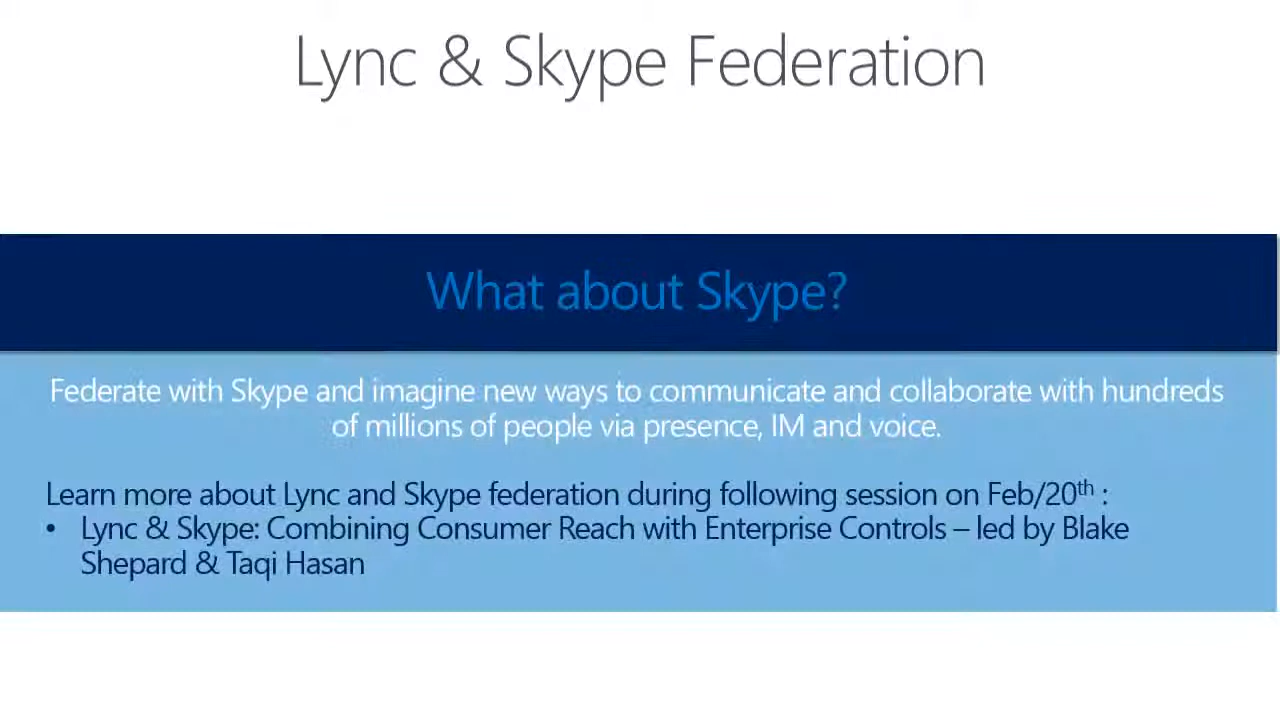 Lync & Skype Federation
What about Skype?
Federate with Skype and imagine new ways to communicate and collaborate with hundreds
of millions of people via presence, IM and voice.
Learn more about Lync and Skype federation during following session on Feb/20th :
• Lync & Skype: Combining Consumer Reach with Enterprise Controls – led by Blake
Shepard & Taqi Hasan